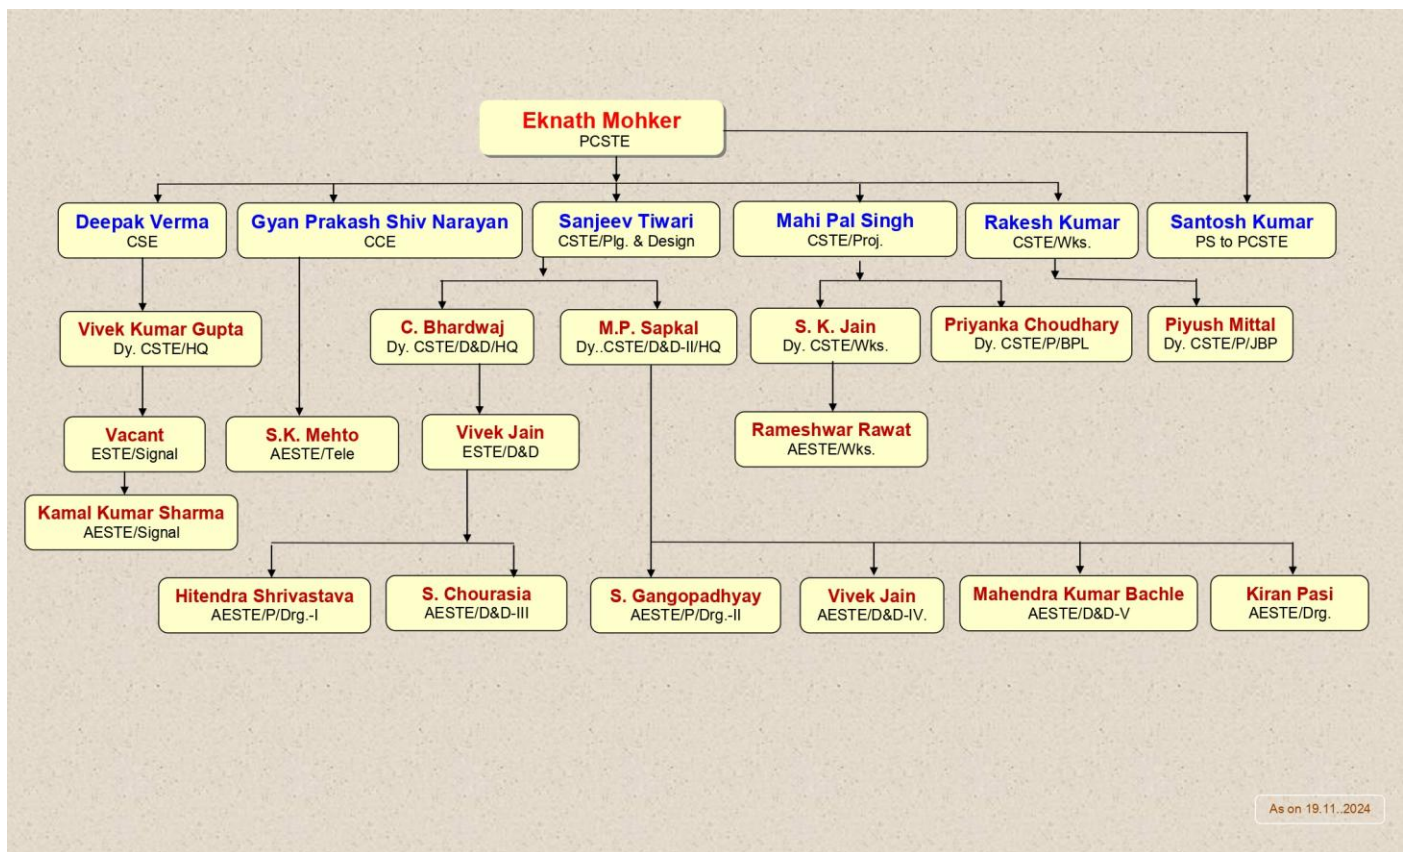 Eknath Mohker
PCSTE
Deepak Verma
CSE
Gyan Prakash Shiv Narayan
CCE
Sanjeev Tiwari
CSTE/Plg. & Design
Mahi Pal Singh
CSTE/Proj.
Rakesh Kumar
CSTE/Wks.
Santosh Kumar
PS to PCSTE
Vivek Kumar Gupta
Dy. CSTE/HQ
C. Bhardwaj
Dy. CSTE/D&D/HQ
M.P. Sapkal
Dy..CSTE/D&D-II/HQ
S. K. Jain
Dy. CSTE/Wks.
Priyanka Choudhary
Dy. CSTE/P/BPL
Piyush Mittal
Dy. CSTE/P/JBP
Vacant
ESTE/Signal
S.K. Mehto
AESTE/Tele
Vivek Jain
ESTE/D&D
Rameshwar Rawat
AESTE/Wks.
Kamal Kumar Sharma
AESTE/Signal
Hitendra Shrivastava
AESTE/P/Drg.-I
S. Chourasia
AESTE/D&D-III
S. Gangopadhyay
AESTE/P/Drg.-II
Vivek Jain
AESTE/D&D-IV.
Mahendra Kumar Bachle
AESTE/D&D-V
Kiran Pasi
AESTE/Drg.
As on 19.11..2024